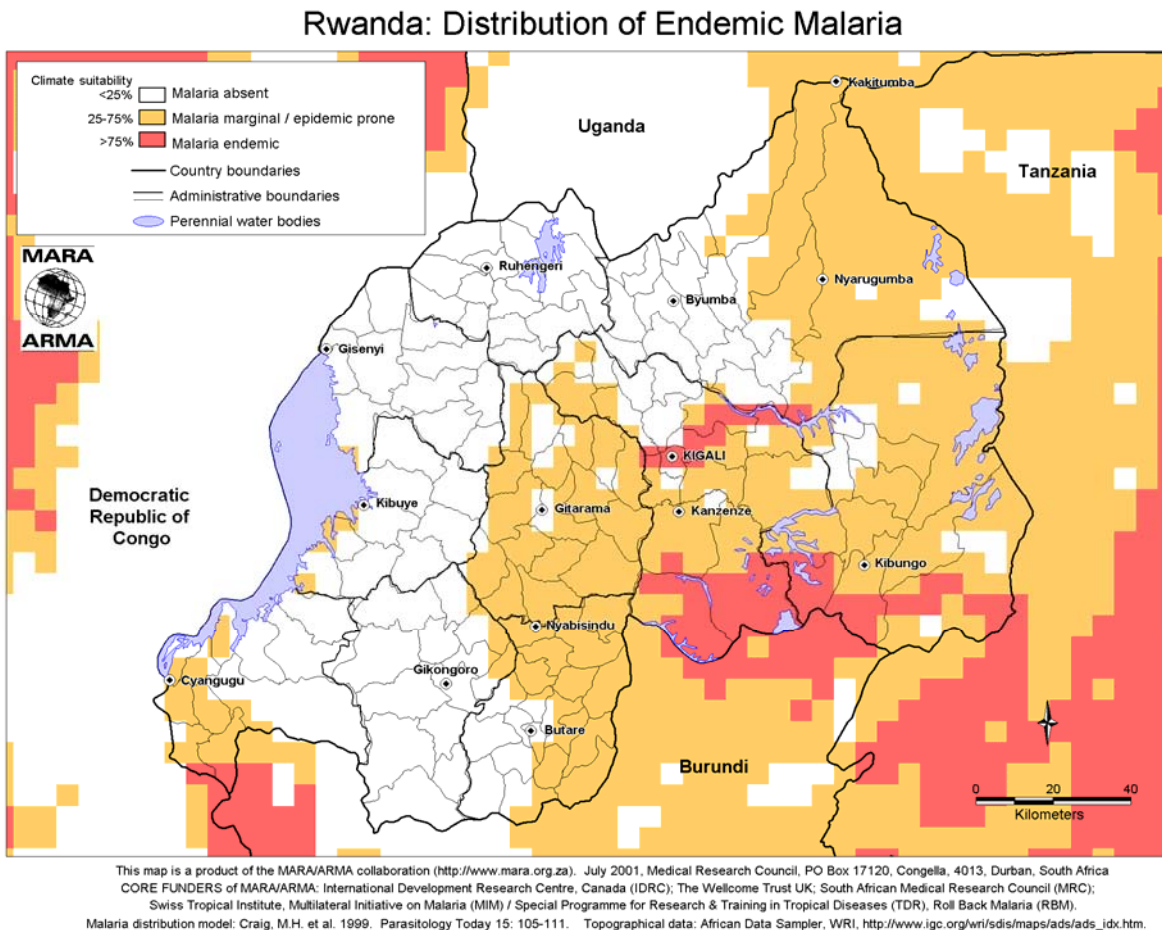 Rwanda: Distribution of Endemic Malaria
Climate suitability
<25% Malaria absent
25-75% Malaria marginal / epidemic prone
>75% Malaria endemic
Country boundaries
Administrative boundaries
Perennial water bodies
MARA
ARMA
Uganda
Kakitumba
Tanzania
Ruhengeri
Nyarugumba
Byumba
Gisenyi
KIGALI
Democratic
Republic of
Congo
Kibuye
Gitarama
Kanzenze
Kibungo
Nyabisindu
Gikongoro
Cyangugu
Butare
Burundi
0 20 40
Kilometers
This map is a product of the MARA/ARMA collaboration (http://www.mara.org.za). July 2001, Medical Research Council, PO Box 17120, Congella, 4013, Durban, South Africa
CORE FUNDERS of MARA/ARMA: International Development Research Centre, Canada (IDRC); The Wellcome Trust UK; South African Medical Research Council (MRC);
Swiss Tropical Institute, Multilateral Initiative on Malaria (MIM) / Special Programme for Research & Training in Tropical Diseases (TDR), Roll Back Malaria (RBM).
Malaria distribution model: Craig, M.H. et al. 1999. Parasitology Today 15: 105-111. Topographical data: African Data Sampler, WRI, http://www.igc.org/wri/sdis/maps/ads/ads_idx.htm.